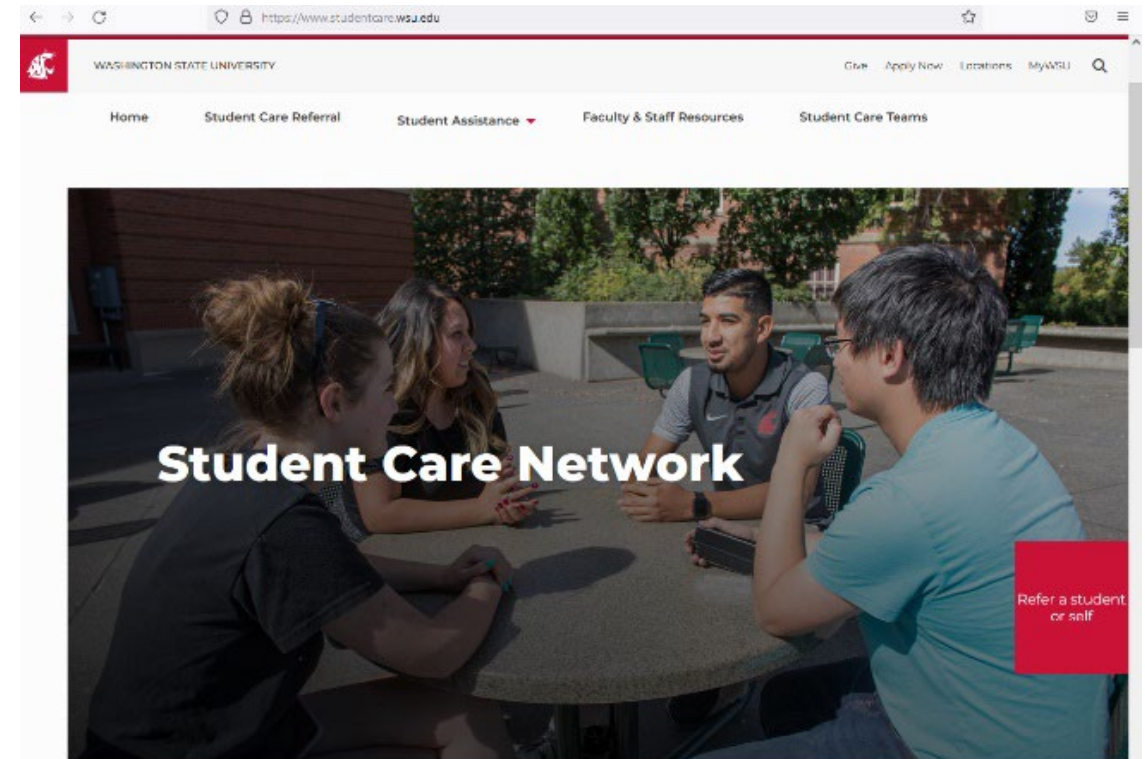 https://www.studentcare.wsu.edu
WASHINGTON STATE UNIVERSITY
Give Apply Now Locations MyWSU
Home Student Care Referral Student Assistance Faculty & Staff Resources Student Care Teams
Student Care Network
Refer a student
or self